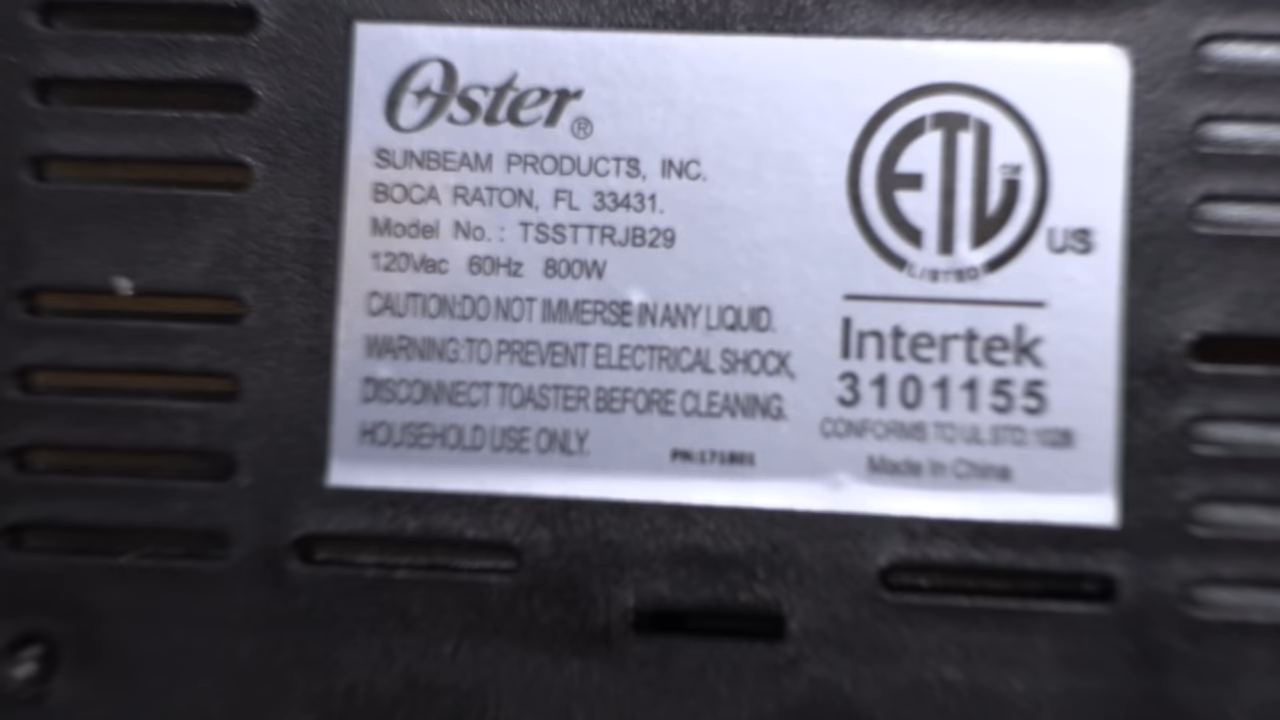 Oster®
SUNBEAM PRODUCTS, INC.
BOCA RATON, FL 33431.
Model No.: TSSTTRJB29
120Vac 60Hz 800W
CAUTION:DO NOT IMMERSE IN ANY LIQUID.
WARNING:TO PREVENT ELECTRICAL SHOCK,
DISCONNECT TOASTER BEFORE CLEANING.
HOUSEHOLD USE ONLY.
ETL
LISTED
US
Intertek
3101155
CONFORMS TO UL STD.1026
Made in China